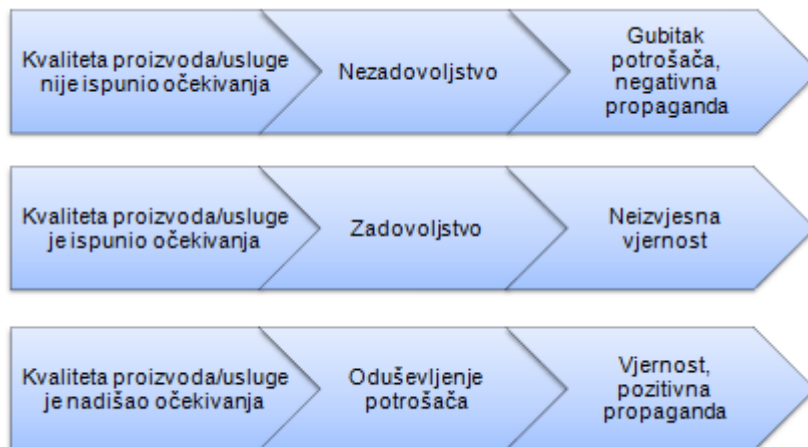 Kvaliteta proizvoda/usluge
nije ispunio očekivanja
Nezadovoljstvo
Gubitak
potrošača,
negativna
propaganda
Kvaliteta proizvoda/usluge
je ispunio očekivanja
Zadovoljstvo
Neizvjesna
vjernost
Kvaliteta proizvoda/usluge
je nadišao očekivanja
Oduševljenje
potrošača
Vjernost,
pozitivna
propaganda